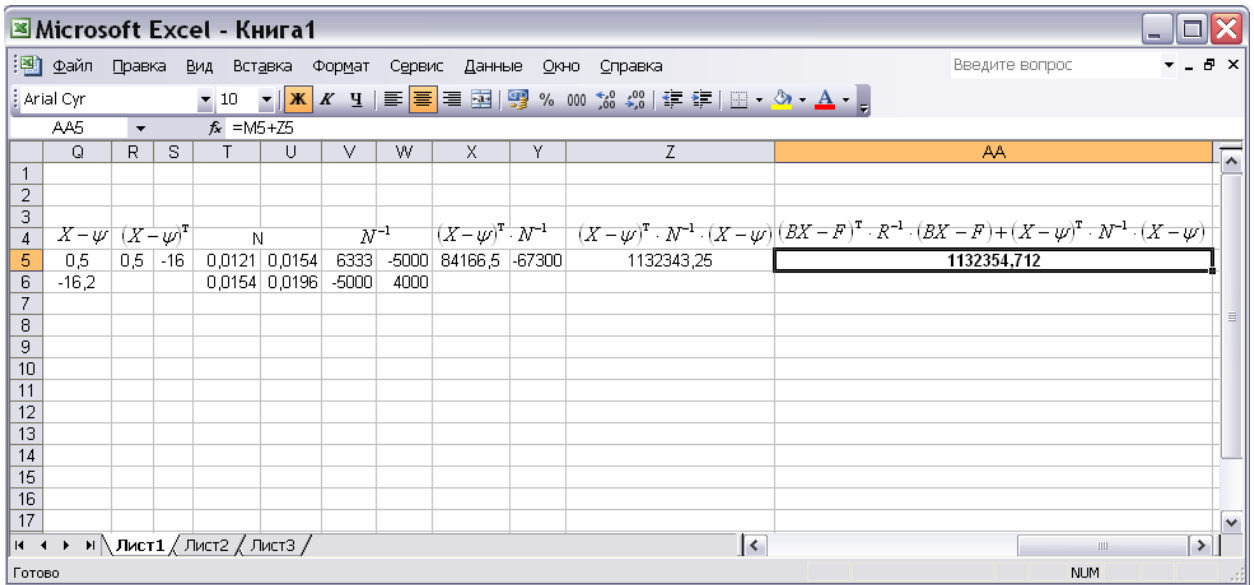 Microsoft Excel - Книга1
Файл Правка Вид Вставка Формат Сервис Данные Окно Справка Введите вопрос
Arial Cyr 10 Ж К Ч % 000 ,00 ,00
AA5 fx =M5+Z5
Q R S T U V W X Y Z AA
1
2
3
4 X − ψ (X − ψ)ᵀ N N⁻¹ (X − ψ)ᵀ · N⁻¹ (X − ψ)ᵀ · N⁻¹ · (X − ψ) (BX − F)ᵀ · R⁻¹ · (BX − F) + (X − ψ)ᵀ · N⁻¹ · (X − ψ)
5 0,5 0,5 -16 0,0121 0,0154 6333 -5000 84166,5 -67300 1132343,25 1132354,712
6 -16,2 0,0154 0,0196 -5000 4000
7
8
9
10
11
12
13
14
15
16
17
Лист1 Лист2 Лист3
Готово NUM